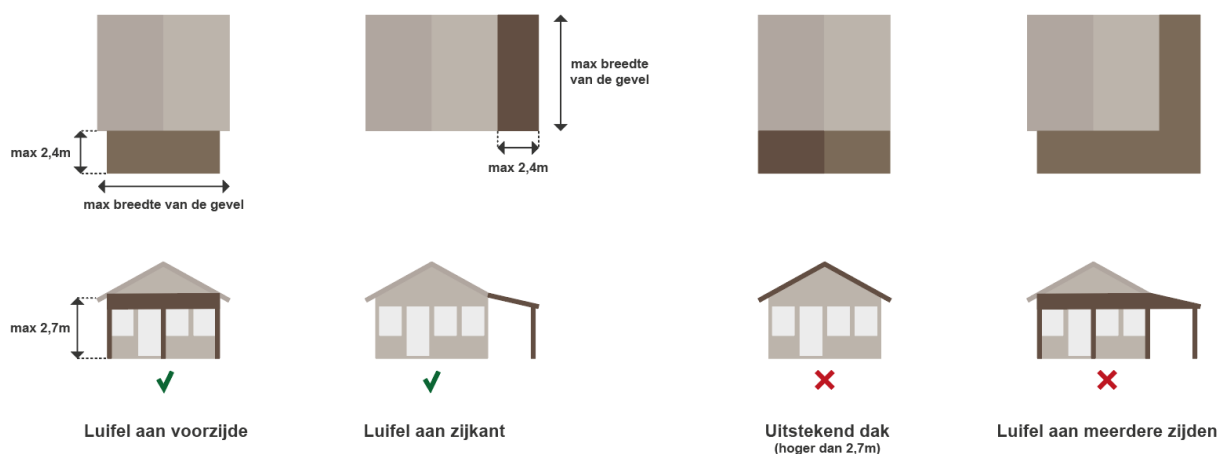 max 2,4m
max breedte van de gevel
max breedte
van de gevel
max 2,4m
max 2,7m
Luifel aan voorzijde
Luifel aan zijkant
Uitstekend dak
(hoger dan 2,7m)
Luifel aan meerdere zijden